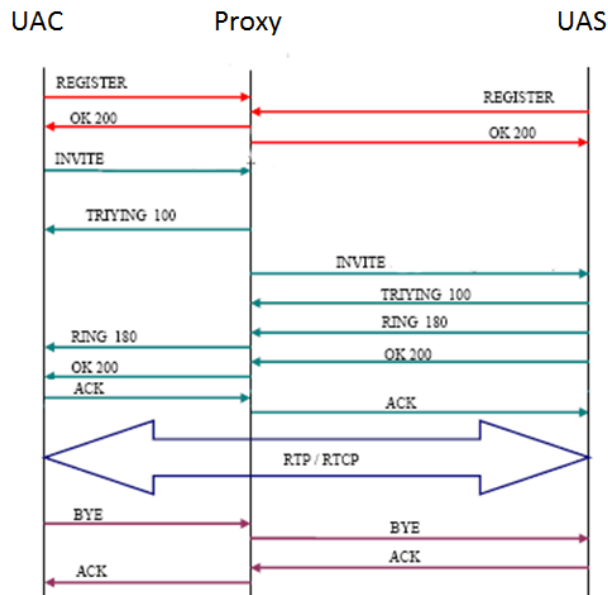 UAC Proxy UAS
REGISTER
REGISTER
OK 200
OK 200
INVITE
TRIYING 100
INVITE
TRIYING 100
RING 180
RING 180
OK 200
OK 200
ACK
ACK
RTP / RTCP
BYE
BYE
ACK
ACK